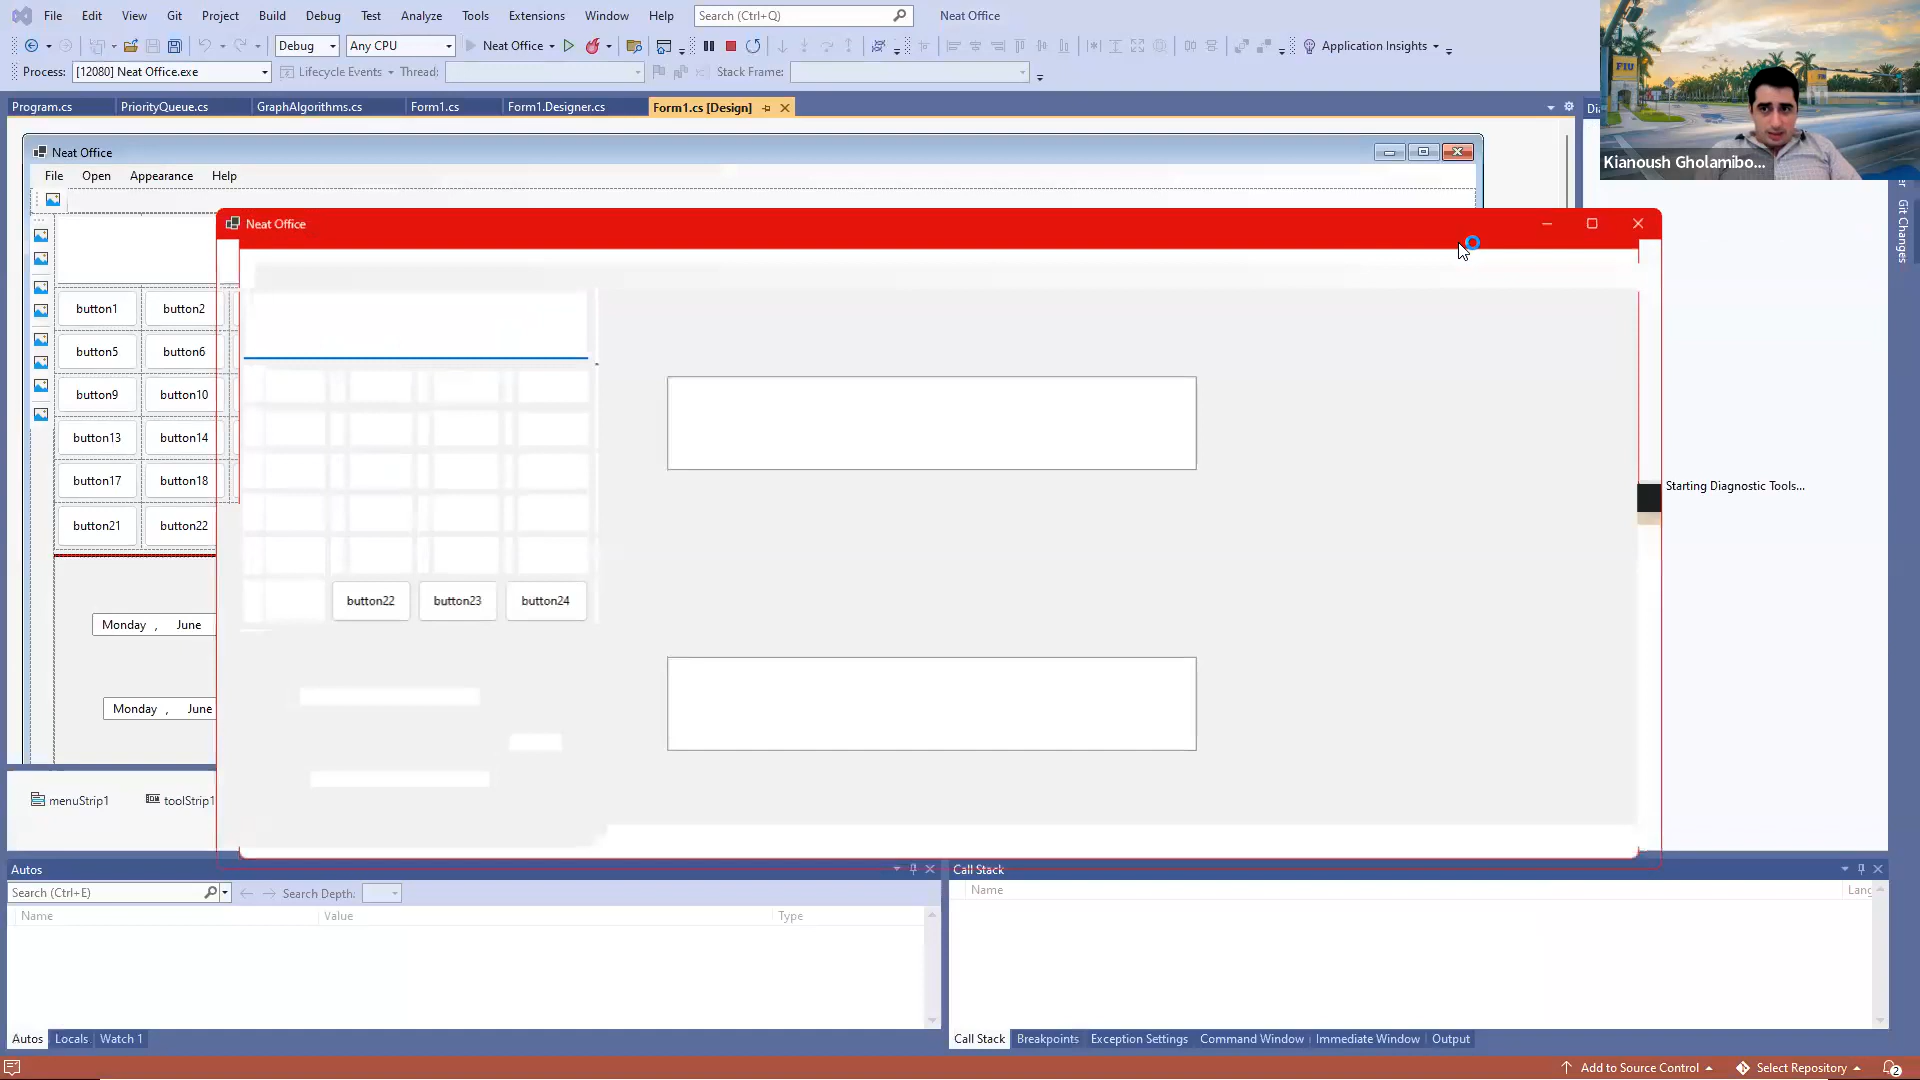 File Edit View Git Project Build Debug Test Analyze Tools Extensions Window Help Search (Ctrl+Q) Neat Office
Debug Any CPU Neat Office Application Insights
Process: [12080] Neat Office.exe Lifecycle Events Thread: Stack Frame:
Program.cs PriorityQueue.cs GraphAlgorithms.cs Form1.cs Form1.Designer.cs Form1.cs [Design]
FIU
FIU
Kianoush Gholamibo...
Neat Office
File Open Appearance Help
Neat Office
Git Changes
button1 button2
button5 button6
button9 button10
button13 button14
button17 button18
button21 button22
Starting Diagnostic Tools...
button22 button23 button24
Monday , June
Monday , June
menuStrip1 toolStrip1
Autos
Search (Ctrl+E) Search Depth:
Name Value Type
Call Stack
Name Lang
Autos Locals Watch 1
Call Stack Breakpoints Exception Settings Command Window Immediate Window Output
Add to Source Control Select Repository 2